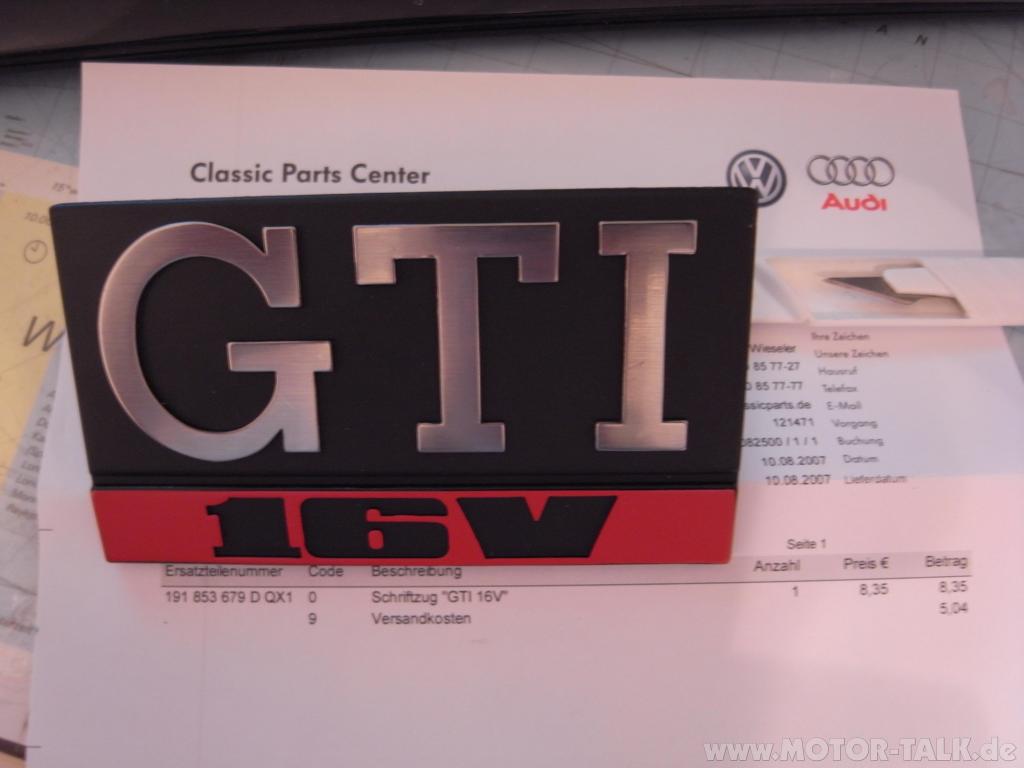 Classic Parts Center
Audi
GTI
16V
Ihre Zeichen
Wieseler Unsere Zeichen
85 77-27 Hausruf
85 77-77 Telefax
ssicparts.de E-Mail
121471 Vorgang
082500 / 1 / 1 Buchung
10.08.2007 Datum
10.08.2007 Lieferdatum
Seite 1
Ersatzteilenummer Code Beschreibung Anzahl Preis € Betrag
191 853 679 D QX1 0 Schriftzug "GTI 16V" 1 8,35 8,35
9 Versandkosten 5,04
www.MOTOR-TALK.de